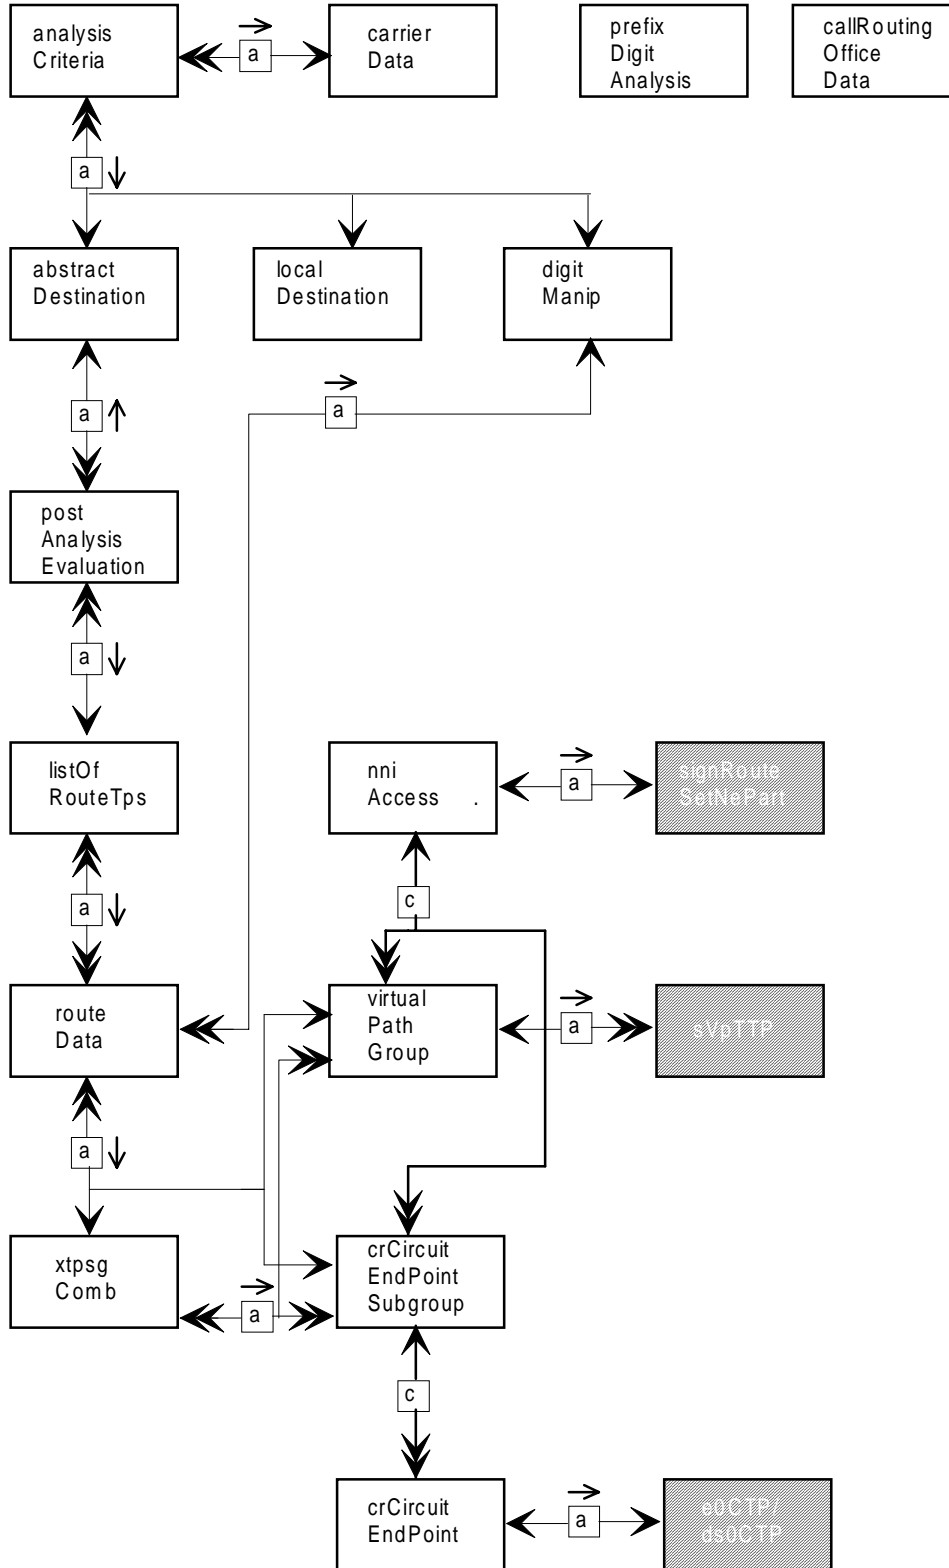 analysis
Criteria
a
carrier
Data
prefix
Digit
Analysis
callRouting
Office
Data
a
abstract
Destination
local
Destination
digit
Manip
a
a
post
Analysis
Evaluation
a
listOf
RouteTps
nni
Access .
a
signRoute
SetNePart
a
c
route
Data
virtual
Path
Group
a
sVpTTP
a
xtpsg
Comb
a
crCircuit
EndPoint
Subgroup
c
crCircuit
EndPoint
a
e0CTP/
ds0CTP